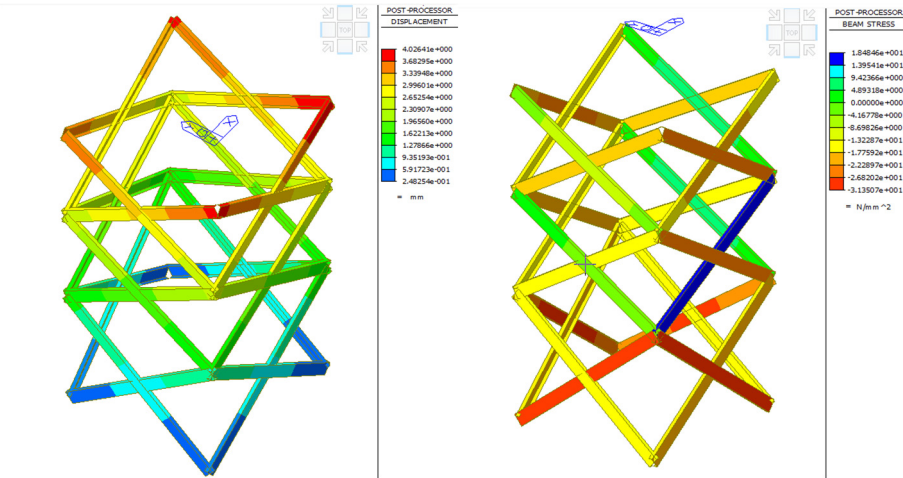 POST-PROCESSOR
DISPLACEMENT
4.02641e+000
3.68295e+000
3.33948e+000
2.99601e+000
2.65254e+000
2.30907e+000
1.96560e+000
1.62213e+000
1.27866e+000
9.35193e-001
5.91723e-001
2.48254e-001
= mm
TOP
POST-PROCESSOR
BEAM STRESS
1.84846e+001
1.39541e+001
9.42366e+000
4.89318e+000
0.00000e+000
-4.16778e+000
-8.69826e+000
-1.32287e+001
-1.77592e+001
-2.22897e+001
-2.68202e+001
-3.13507e+001
= N/mm^2
TOP